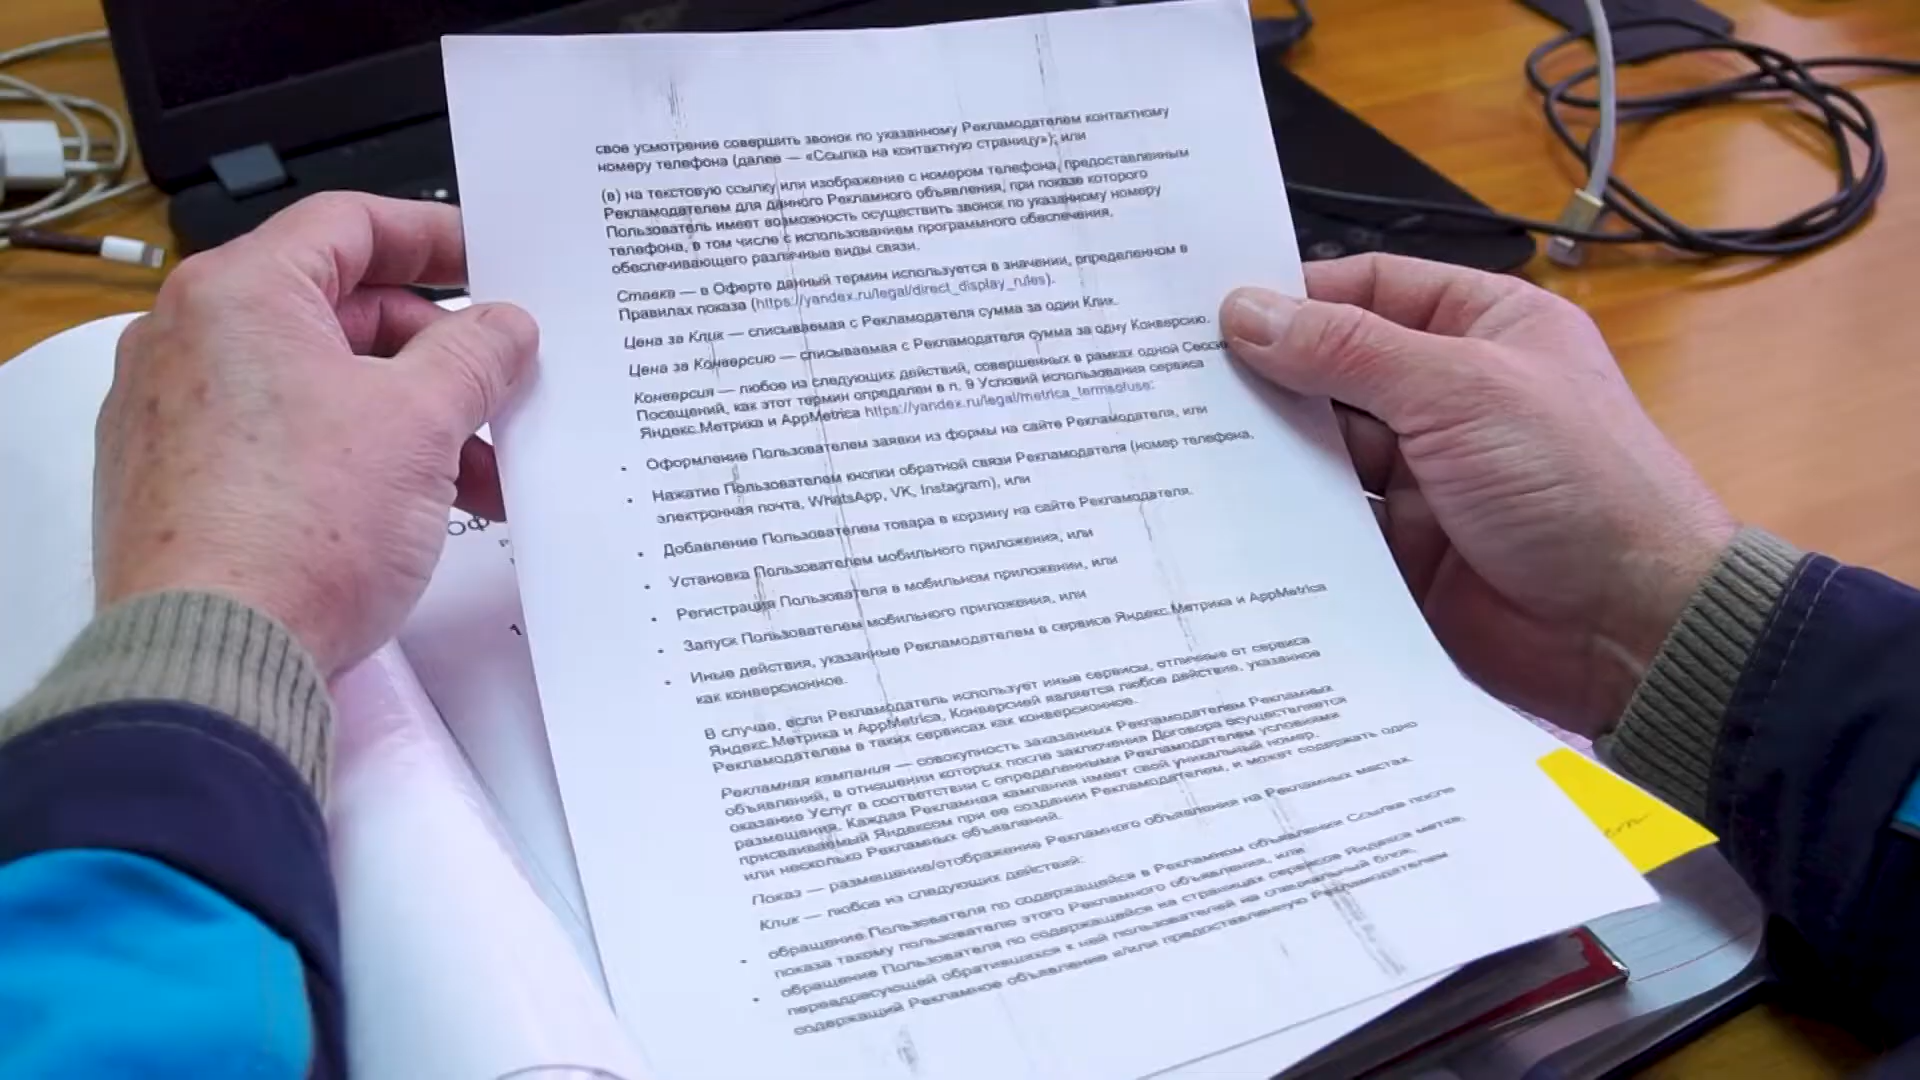 свое усмотрение совершить звонок по указанному Рекламодателем контактному
номеру телефона (далее — «Ссылка на контактную страницу»); или
(в) на текстовую ссылку или изображение с номером телефона, предоставленным
Рекламодателем для данного Рекламного объявления, при показе которого
Пользователь имеет возможность осуществить звонок по указанному номеру
телефона, в том числе с использованием программного обеспечения,
обеспечивающего различные виды связи.
Ставка — в Оферте данный термин используется в значении, определенном в
Правилах показа (https://yandex.ru/legal/direct_display_rules).
Цена за Клик — списываемая с Рекламодателя сумма за один Клик.
Цена за Конверсию — списываемая с Рекламодателя сумма за одну Конверсию.
Конверсия — любое из следующих действий, совершенных в рамках одной Сессии
Посещений, как этот термин определен в п. 9 Условий использования сервиса
Яндекс.Метрика и AppMetrica https://yandex.ru/legal/metrica_termsofuse:
• Оформление Пользователем заявки из формы на сайте Рекламодателя, или
• Нажатие Пользователем кнопки обратной связи Рекламодателя (номер телефона,
электронная почта, WhatsApp, VK, Instagram), или
• Добавление Пользователем товара в корзину на сайте Рекламодателя.
• Установка Пользователем мобильного приложения, или
• Регистрация Пользователя в мобильном приложении, или
• Запуск Пользователем мобильного приложения, или
• Иные действия, указанные Рекламодателем в сервисе Яндекс.Метрика и AppMetrica
как конверсионное.
В случае, если Рекламодатель использует иные сервисы, отличные от сервиса
Яндекс.Метрика и AppMetrica, Конверсией является любое действие, указанное
Рекламодателем в таких сервисах как конверсионное.
Рекламная кампания — совокупность заказанных Рекламодателем Рекламных
объявлений, в отношении которых после заключения Договора осуществляется
оказание Услуг в соответствии с определенными Рекламодателем условиями
размещения. Каждая Рекламная кампания имеет свой уникальный номер,
присваиваемый Яндексом при ее создании Рекламодателем, и может содержать одно
или несколько Рекламных объявлений.
Показ — размещение/отображение Рекламного объявления на Рекламных местах.
Клик — любое из следующих действий:
• обращение Пользователя по содержащейся в Рекламном объявлении Ссылке после
показа такому пользователю этого Рекламного объявления, или
• обращение Пользователя по содержащейся на страницах сервисов Яндекса метке,
переадресующей обратившихся к ней пользователей на специальный блок,
содержащий Рекламное объявление и/или предоставленную Рекламодателем